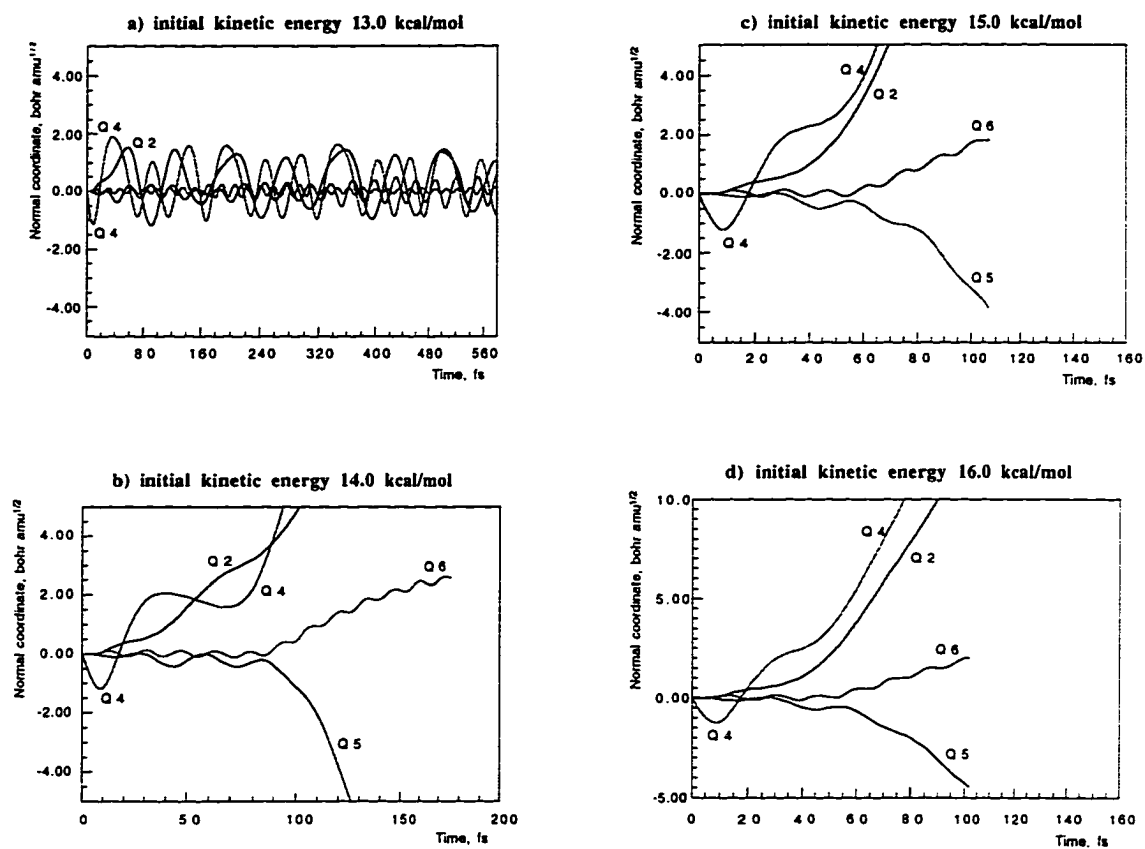 a) initial kinetic energy 13.0 kcal/mol
Normal coordinate, bohr amu1/2
4.00
2.00
0.00
-2.00
-4.00
Q 4
Q 2
Q 4
0 80 160 240 320 400 480 560
Time, fs
c) initial kinetic energy 15.0 kcal/mol
Normal coordinate, bohr amu1/2
4.00
2.00
0.00
-2.00
-4.00
Q 4
Q 2
Q 6
Q 4
Q 5
0 20 40 60 80 100 120 140 160
Time, fs
b) initial kinetic energy 14.0 kcal/mol
Normal coordinate, bohr amu1/2
4.00
2.00
0.00
-2.00
-4.00
Q 2
Q 6
Q 4
Q 4
Q 5
0 50 100 150 200
Time, fs
d) initial kinetic energy 16.0 kcal/mol
Normal coordinate, bohr amu1/2
10.0
5.00
0.00
-5.00
Q 4
Q 2
Q 6
Q 4
Q 5
0 20 40 60 80 100 120 140 160
Time, fs